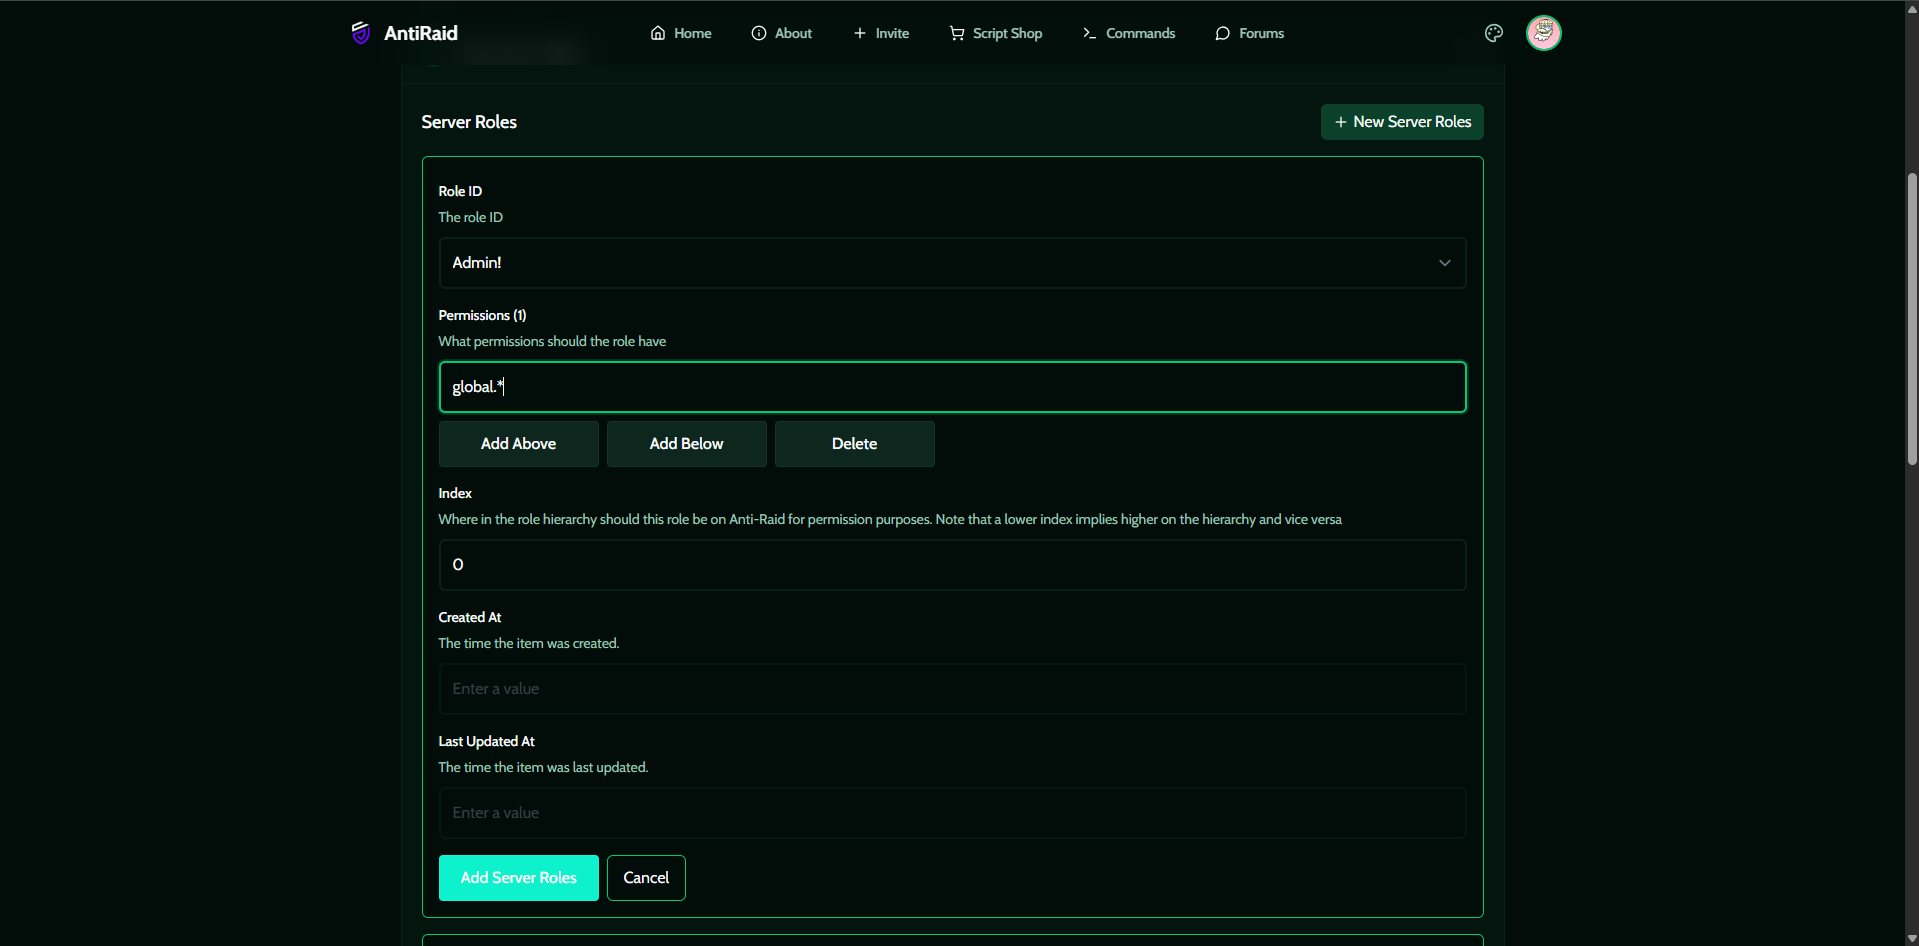 AntiRaid
Home
About
Invite
Script Shop
Commands
Forums
Server Roles
+ New Server Roles
Role ID
The role ID
Admin!
Permissions (1)
What permissions should the role have
global.*
Add Above
Add Below
Delete
Index
Where in the role hierarchy should this role be on Anti-Raid for permission purposes. Note that a lower index implies higher on the hierarchy and vice versa
0
Created At
The time the item was created.
Enter a value
Last Updated At
The time the item was last updated.
Enter a value
Add Server Roles
Cancel